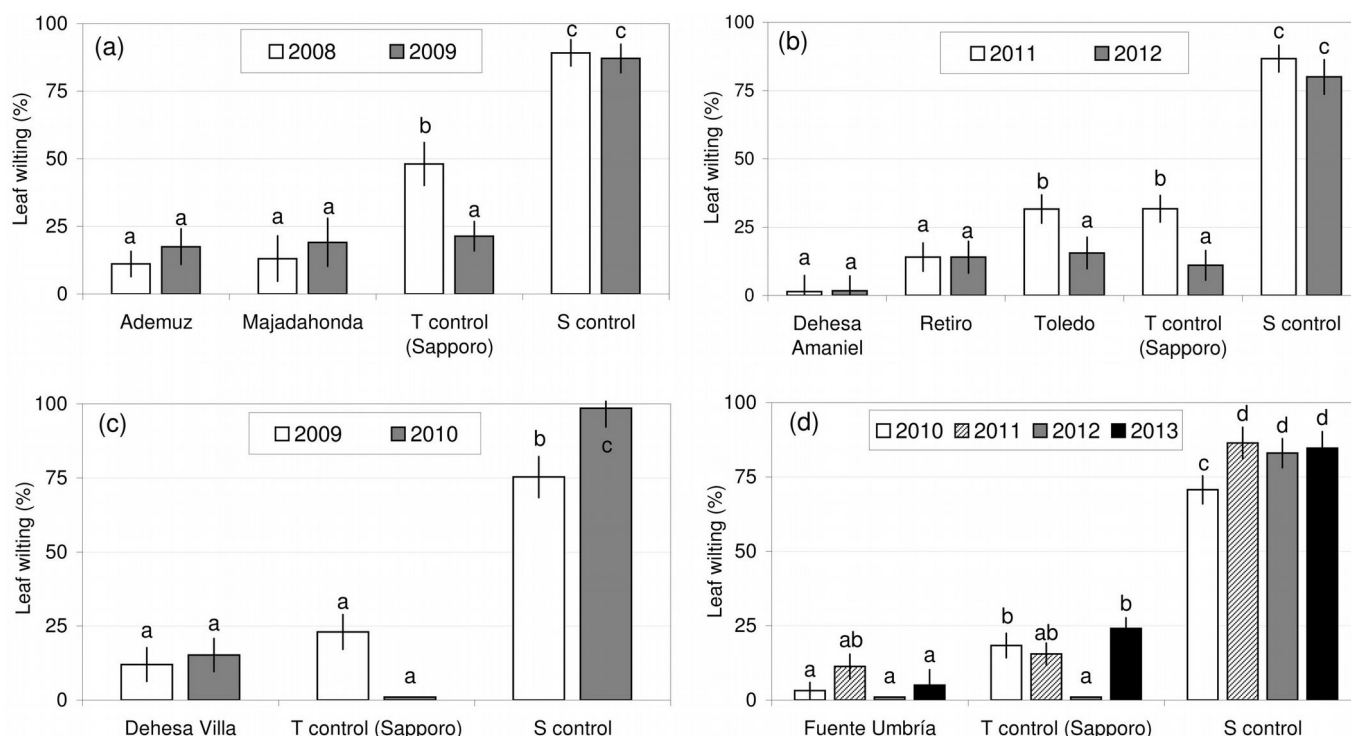 (a)
2008 2009
Leaf wilting (%)
100
75
50
25
0
a a a a b a c c
Ademuz Majadahonda T control S control
(Sapporo)
(b)
2011 2012
Leaf wilting (%)
100
75
50
25
0
a a a a b a b a c c
Dehesa Retiro Toledo T control S control
Amaniel (Sapporo)
(c)
2009 2010
Leaf wilting (%)
100
75
50
25
0
a a a a b c
Dehesa Villa T control (Sapporo) S control
(d)
2010 2011 2012 2013
Leaf wilting (%)
100
75
50
25
0
a ab a a b ab a b c d d d
Fuente Umbría T control (Sapporo) S control